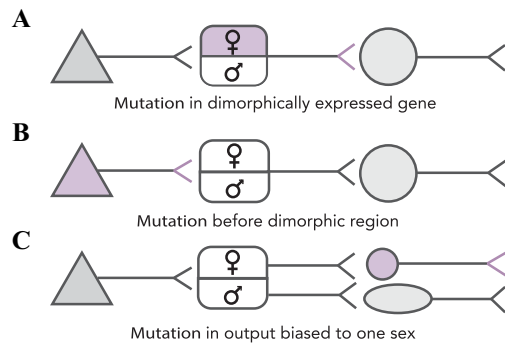 A
♀
♂
Mutation in dimorphically expressed gene
B
♀
♂
Mutation before dimorphic region
C
♀
♂
Mutation in output biased to one sex